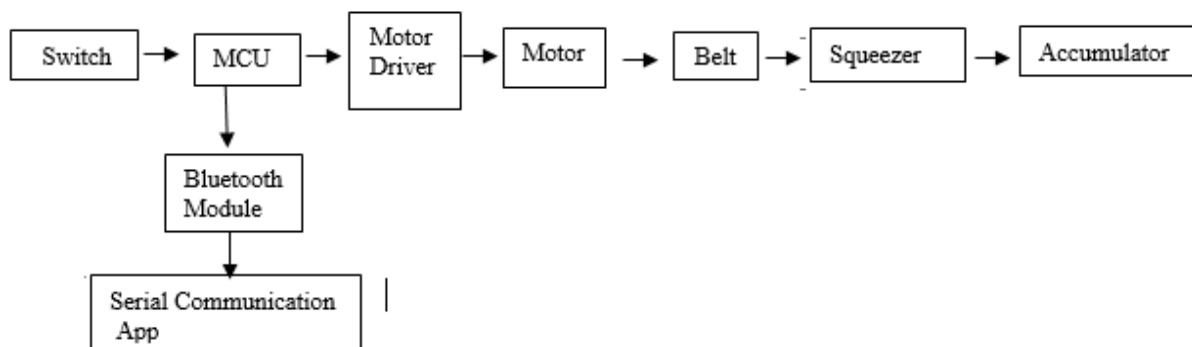 Switch
MCU
Motor
Driver
Motor
Belt
Squeezer
Accumulator
Bluetooth
Module
Serial Communication
App